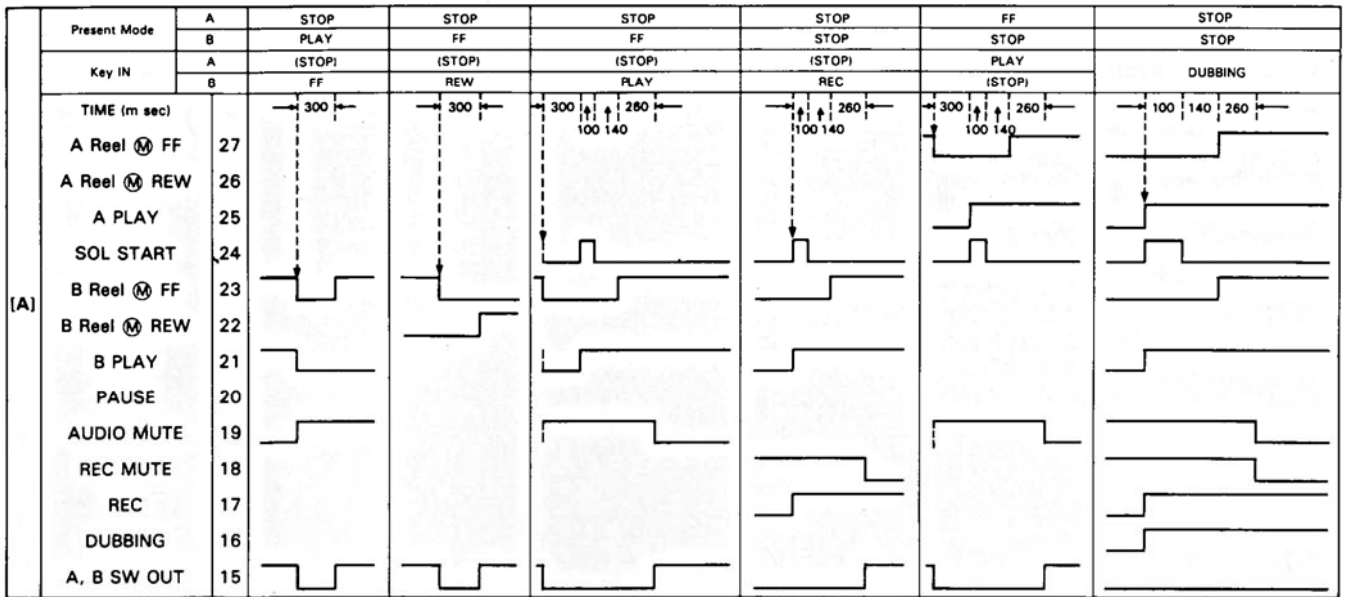 Present Mode A STOP STOP STOP STOP FF STOP
B PLAY FF FF STOP STOP STOP
Key IN A (STOP) (STOP) (STOP) (STOP) PLAY DUBBING
B FF REW PLAY REC (STOP)
TIME (m sec) 300 300 300 260 260 300 260 100 140 260
100 140 100 140 100 140
A Reel Ⓜ FF 27
A Reel Ⓜ REW 26
A PLAY 25
SOL START 24
[A] B Reel Ⓜ FF 23
B Reel Ⓜ REW 22
B PLAY 21
PAUSE 20
AUDIO MUTE 19
REC MUTE 18
REC 17
DUBBING 16
A, B SW OUT 15